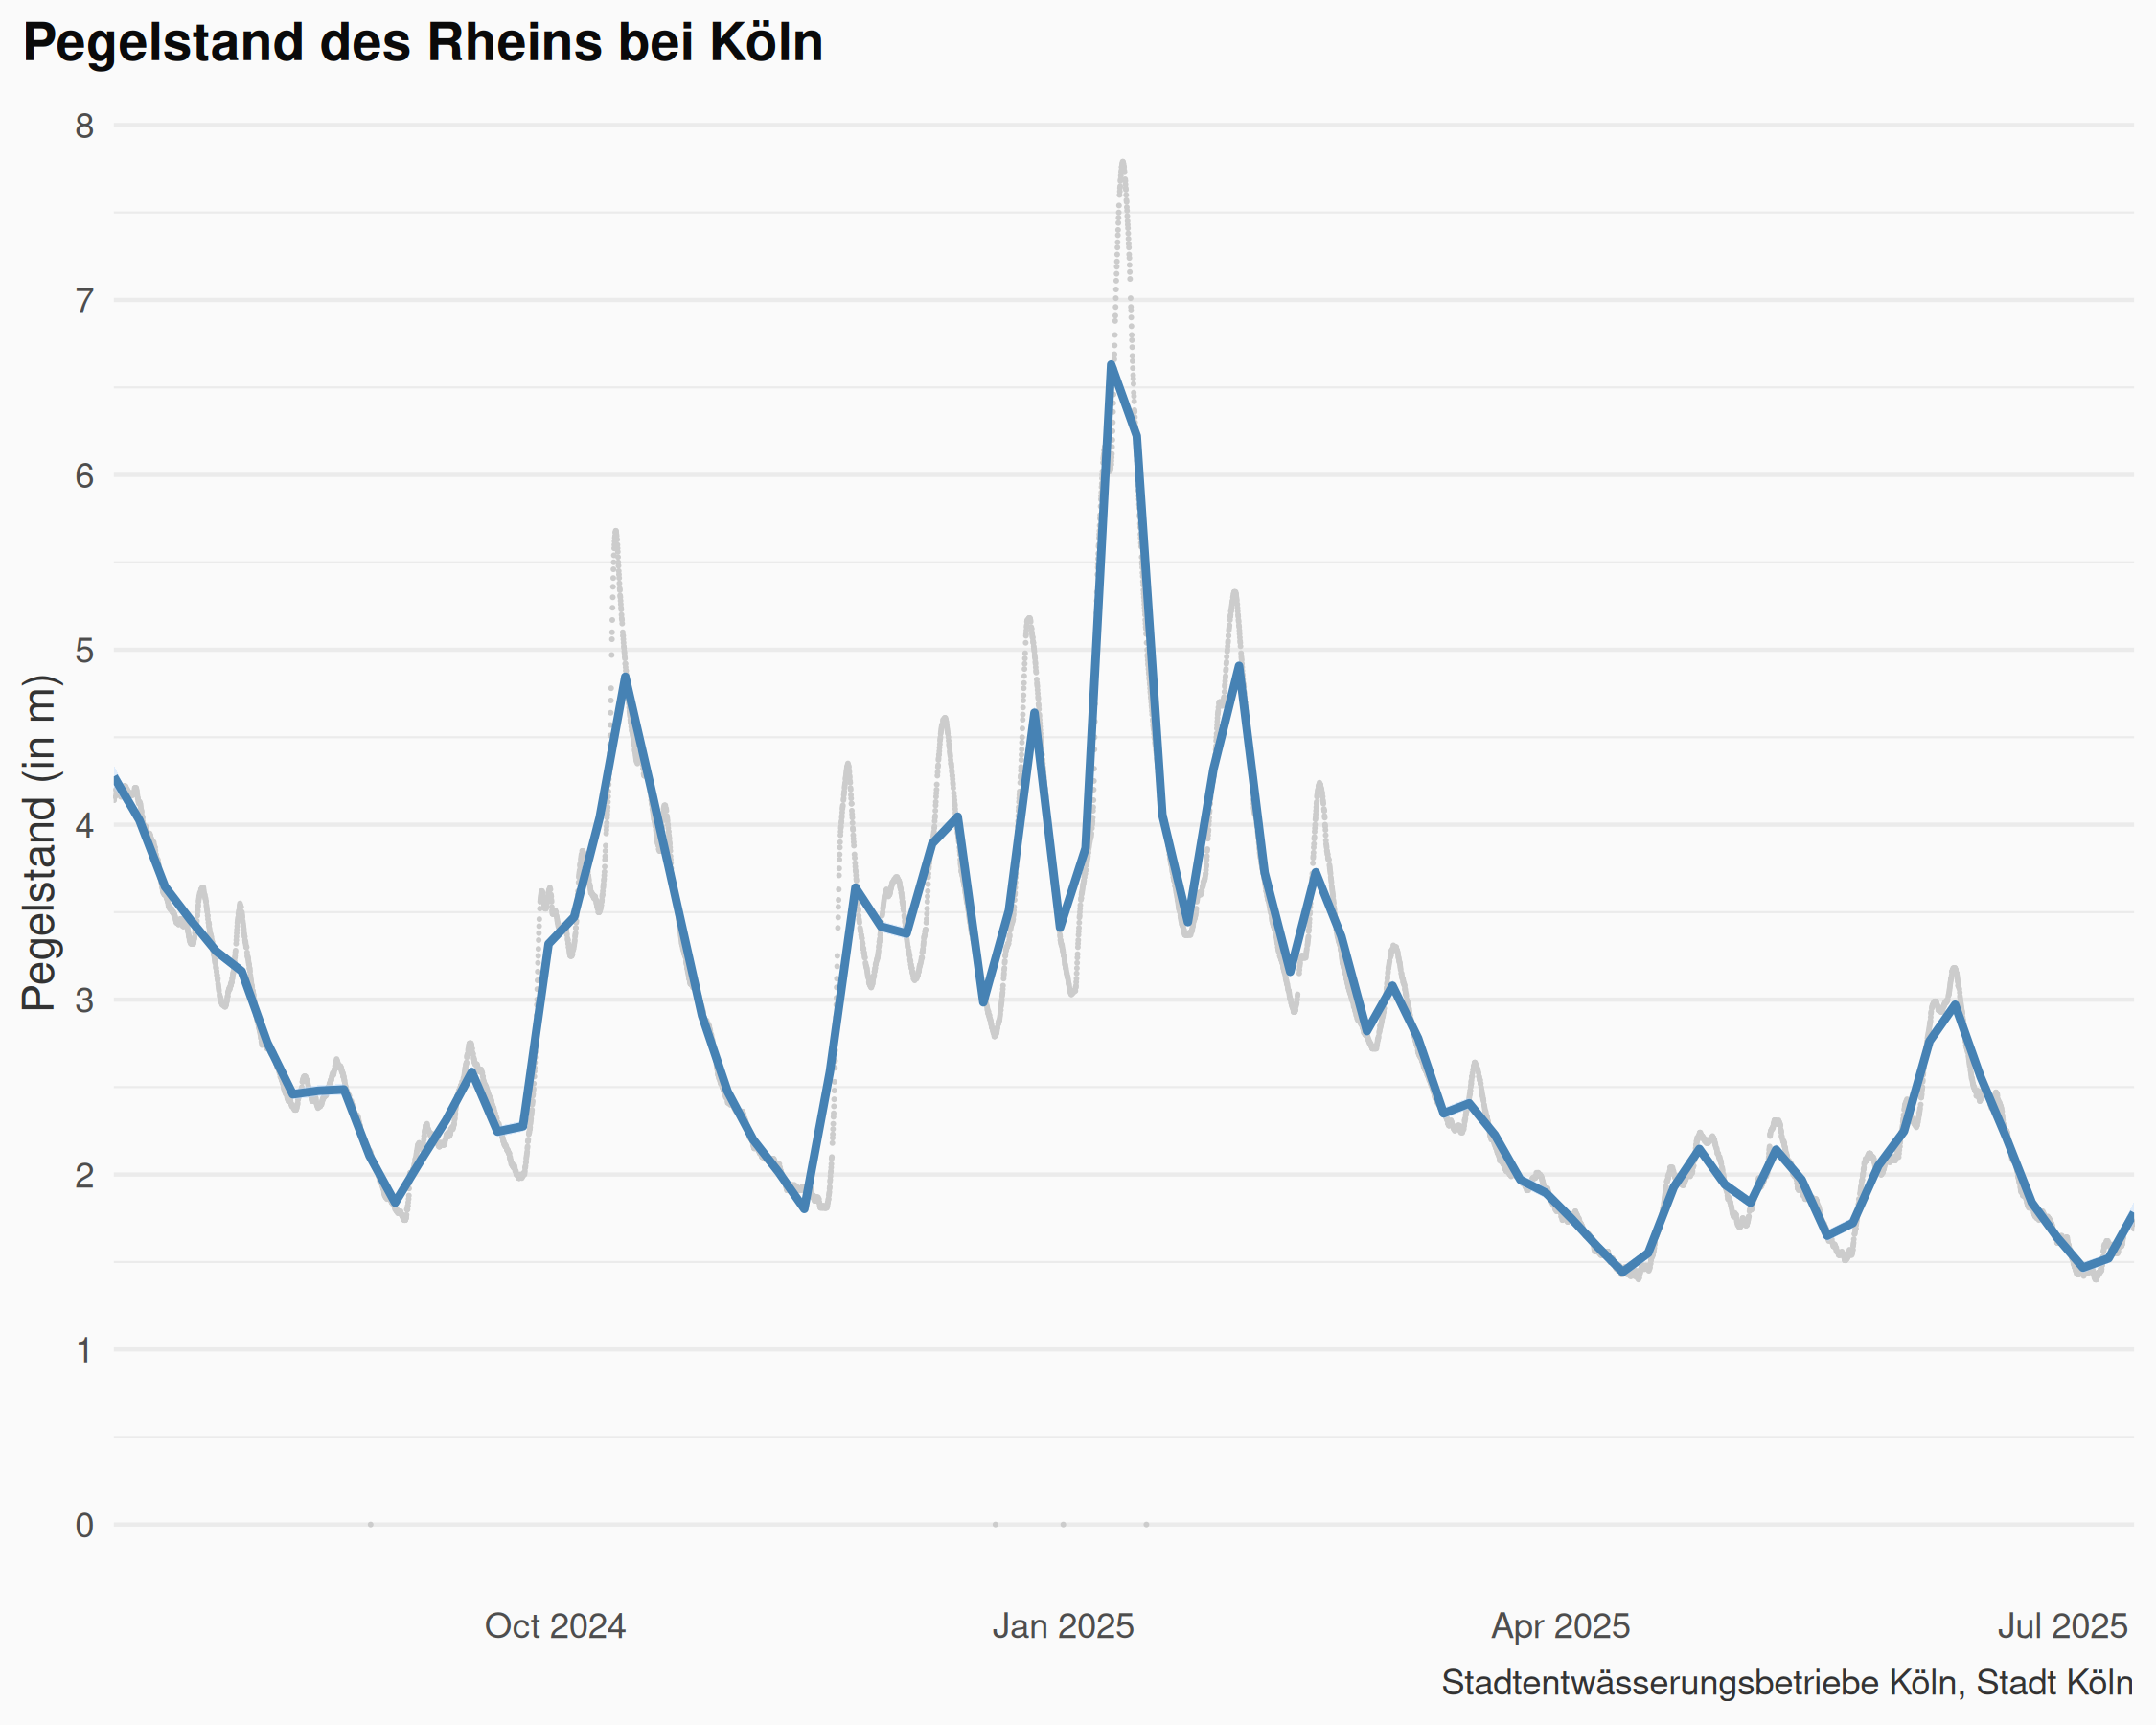 Pegelstand des Rheins bei Köln
8
7
6
5
4
3
2
1
0
Pegelstand (in m)
Oct 2024 Jan 2025 Apr 2025 Jul 2025
Stadtentwässerungsbetriebe Köln, Stadt Köln